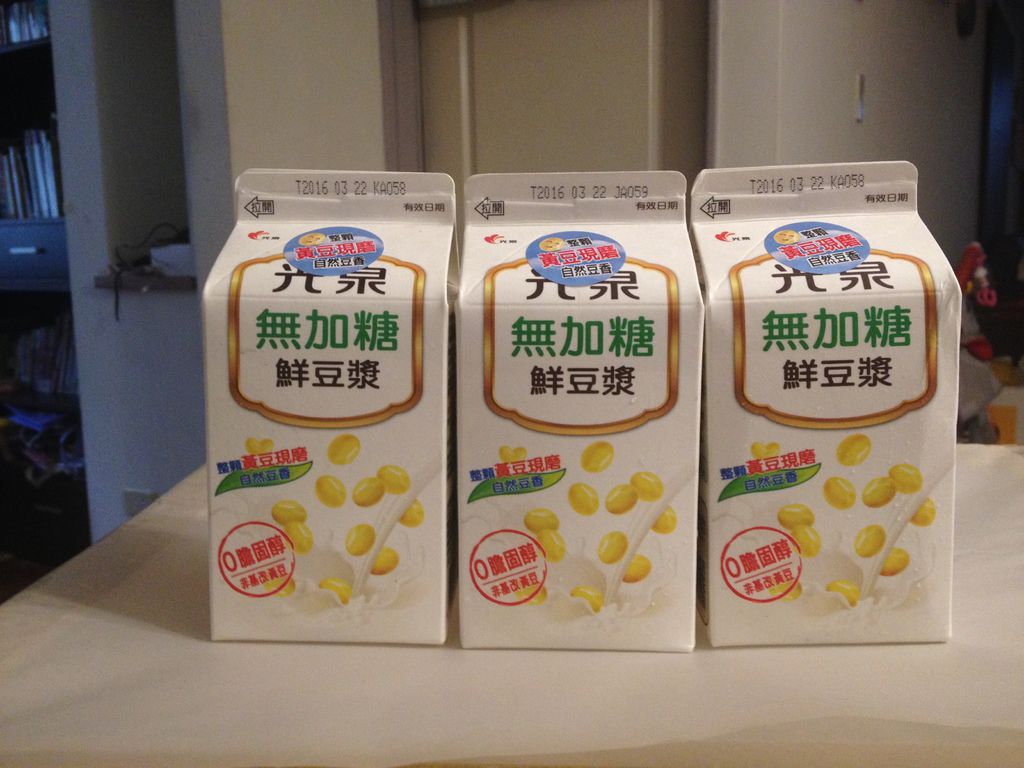 T2016 03 22 KA058
拉開
有效日期
光泉
整顆
黃豆現磨
自然豆香
光泉
無加糖
鮮豆漿
整顆黃豆現磨
自然豆香
0膽固醇
非基改黃豆
T2016 03 22 JA059
拉開
有效日期
光泉
整顆
黃豆現磨
自然豆香
光泉
無加糖
鮮豆漿
整顆黃豆現磨
自然豆香
0膽固醇
非基改黃豆
T2016 03 22 KA058
拉開
有效日期
光泉
整顆
黃豆現磨
自然豆香
光泉
無加糖
鮮豆漿
整顆黃豆現磨
自然豆香
0膽固醇
非基改黃豆